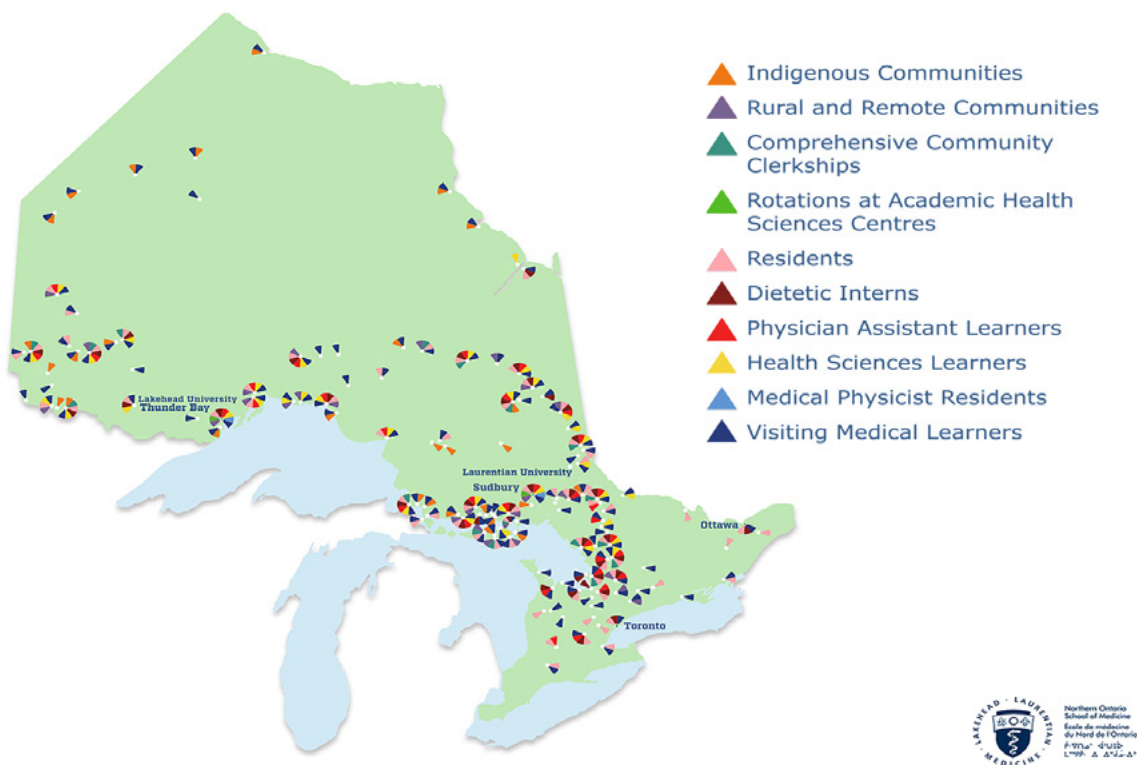 Indigenous Communities
Rural and Remote Communities
Comprehensive Community
Clerkships
Rotations at Academic Health
Sciences Centres
Residents
Dietetic Interns
Physician Assistant Learners
Health Sciences Learners
Medical Physicist Residents
Visiting Medical Learners
Lakehead University
Thunder Bay
Laurentian University
Sudbury
Ottawa
Toronto
LAKEHEAD · LAURENTIAN
MEDICINE
Northern Ontario
School of Medicine
École de médecine
du Nord de l'Ontario